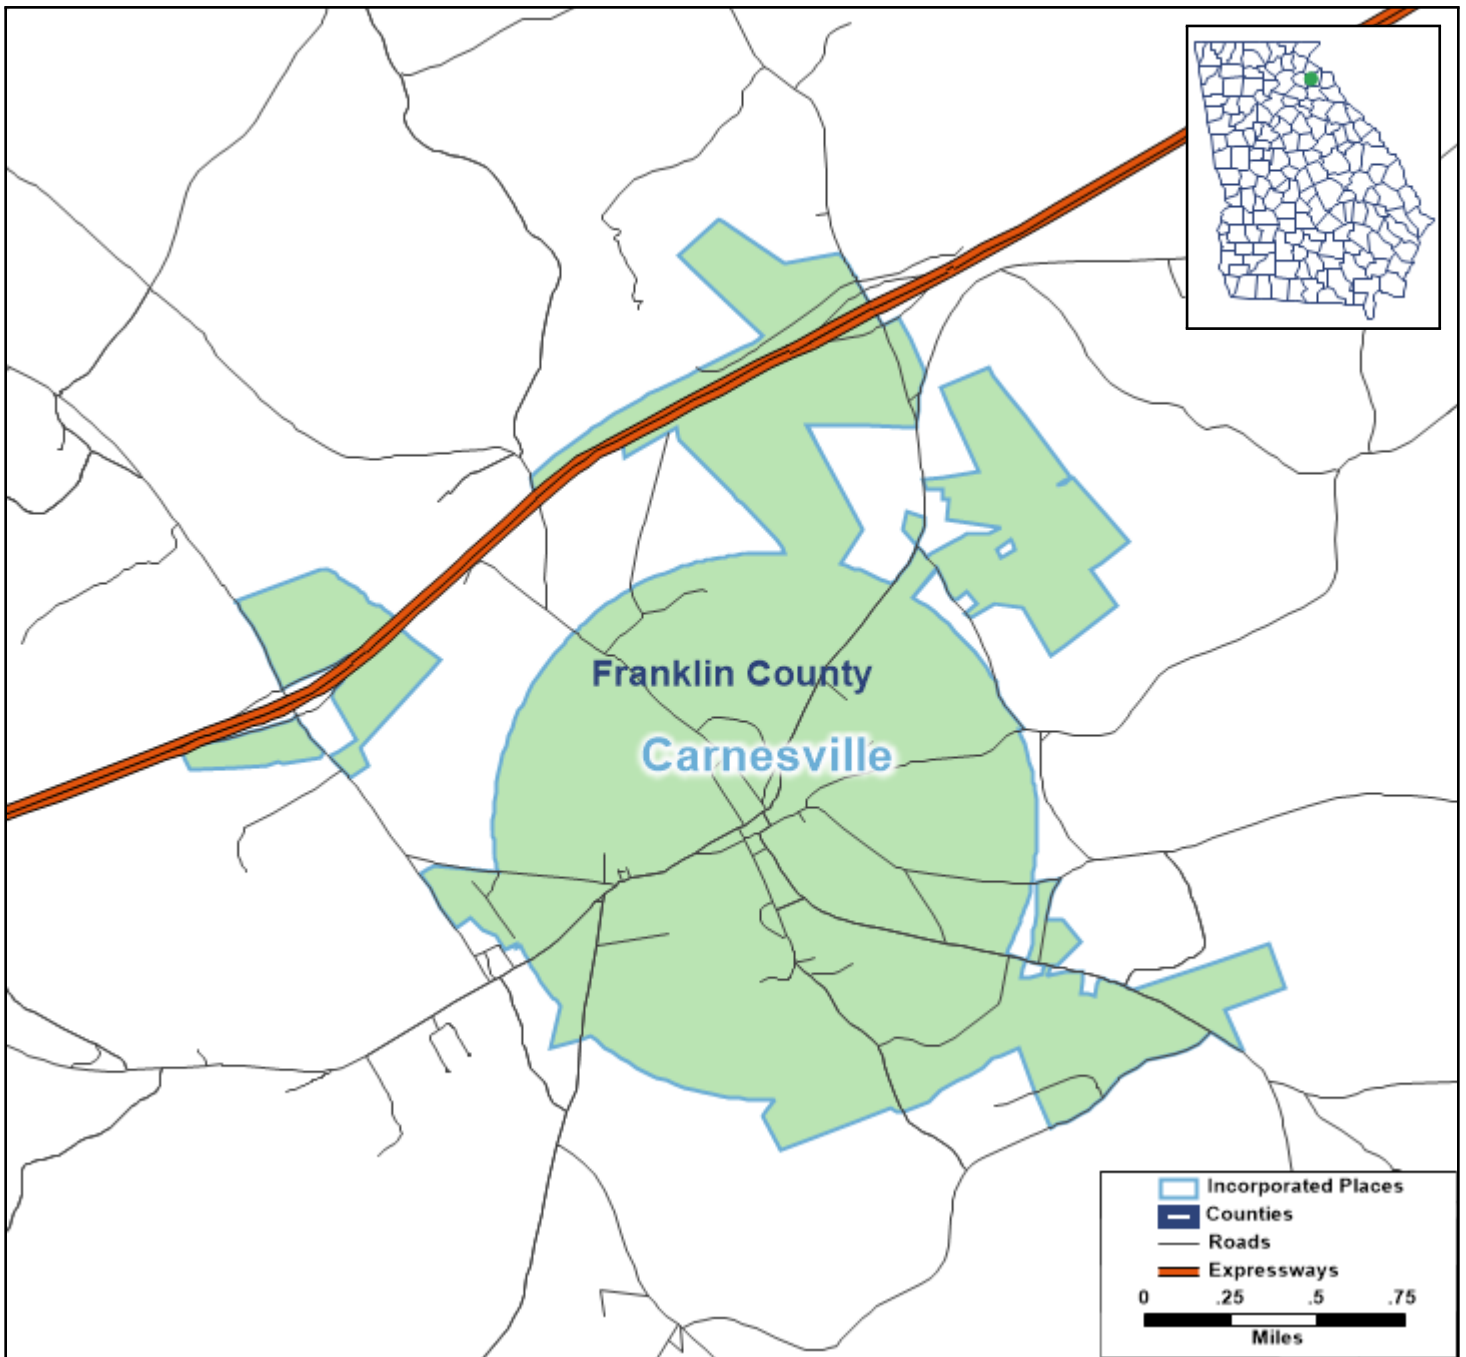 Franklin County
Carnesville
Incorporated Places
Counties
Roads
Expressways
0 .25 .5 .75
Miles